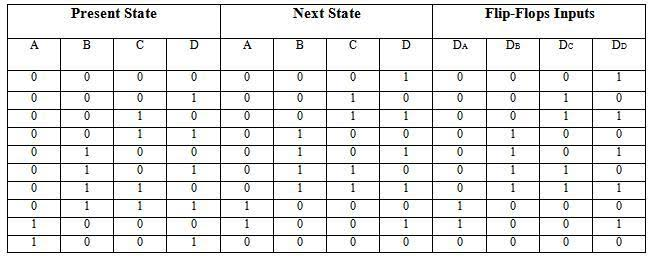 Present State Next State Flip-Flops Inputs
A B C D A B C D DA DB DC DD
0 0 0 0 0 0 0 1 0 0 0 1
0 0 0 1 0 0 1 0 0 0 1 0
0 0 1 0 0 0 1 1 0 0 1 1
0 0 1 1 0 1 0 0 0 1 0 0
0 1 0 0 0 1 0 1 0 1 0 1
0 1 0 1 0 1 1 0 0 1 1 0
0 1 1 0 0 1 1 1 0 1 1 1
0 1 1 1 1 0 0 0 1 0 0 0
1 0 0 0 1 0 0 1 1 0 0 1
1 0 0 1 0 0 0 0 0 0 0 0